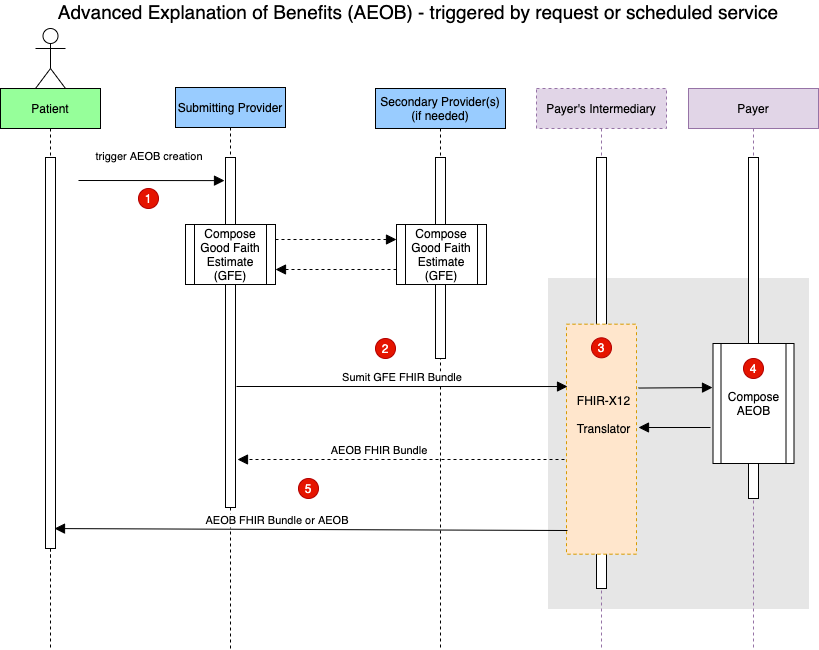 Advanced Explanation of Benefits (AEOB) - triggered by request or scheduled service
Patient
Submitting Provider
Secondary Provider(s)
(if needed)
Payer's Intermediary
Payer
trigger AEOB creation
1
Compose
Good Faith
Estimate
(GFE)
Compose
Good Faith
Estimate
(GFE)
2
3
4
Sumit GFE FHIR Bundle
FHIR-X12
Translator
Compose
AEOB
AEOB FHIR Bundle
5
AEOB FHIR Bundle or AEOB